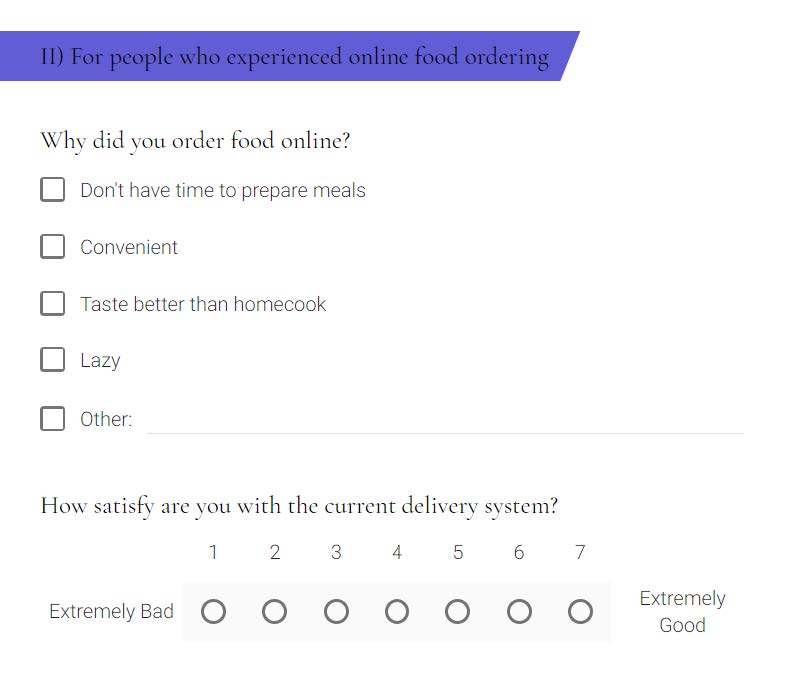 II) For people who experienced online food ordering
Why did you order food online?
Don't have time to prepare meals
Convenient
Taste better than homecook
Lazy
Other:
How satisfy are you with the current delivery system?
1 2 3 4 5 6 7
Extremely Bad
Extremely
Good